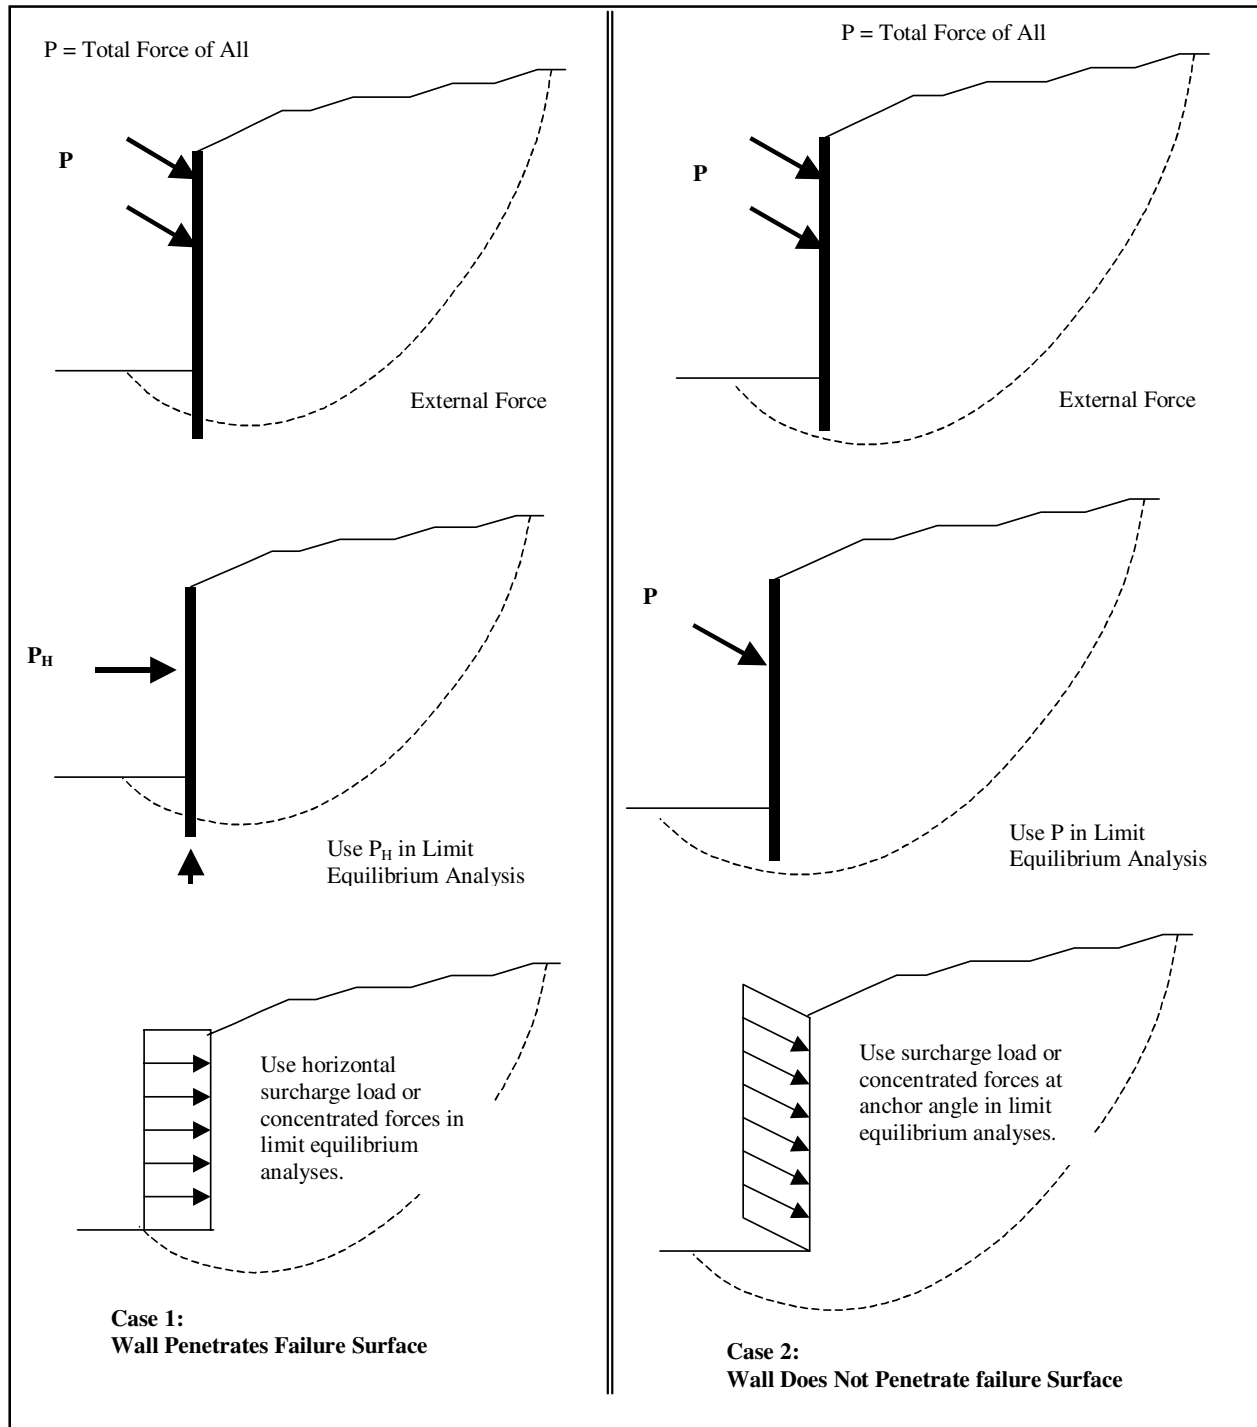 P = Total Force of All
P
External Force
P_H
Use P_H in Limit
Equilibrium Analysis
Use horizontal
surcharge load or
concentrated forces in
limit equilibrium
analyses.
Case 1:
Wall Penetrates Failure Surface
P = Total Force of All
P
External Force
P
Use P in Limit
Equilibrium Analysis
Use surcharge load or
concentrated forces at
anchor angle in limit
equilibrium analyses.
Case 2:
Wall Does Not Penetrate failure Surface